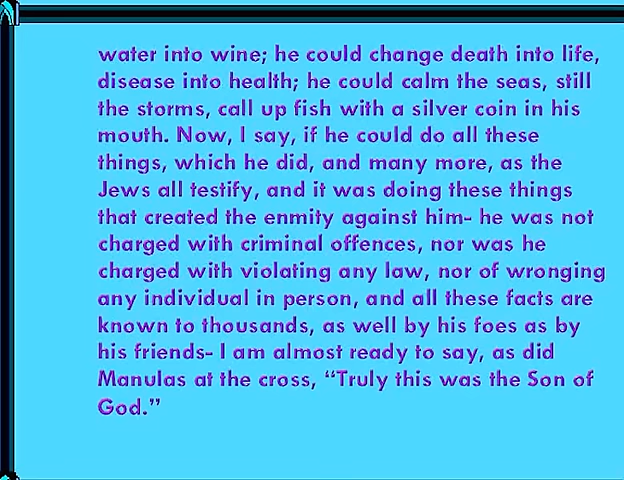 water into wine; he could change death into life,
disease into health; he could calm the seas, still
the storms, call up fish with a silver coin in his
mouth. Now, I say, if he could do all these
things, which he did, and many more, as the
Jews all testify, and it was doing these things
that created the enmity against him- he was not
charged with criminal offences, nor was he
charged with violating any law, nor of wronging
any individual in person, and all these facts are
known to thousands, as well by his foes as by
his friends- I am almost ready to say, as did
Manulas at the cross, “Truly this was the Son of
God.”